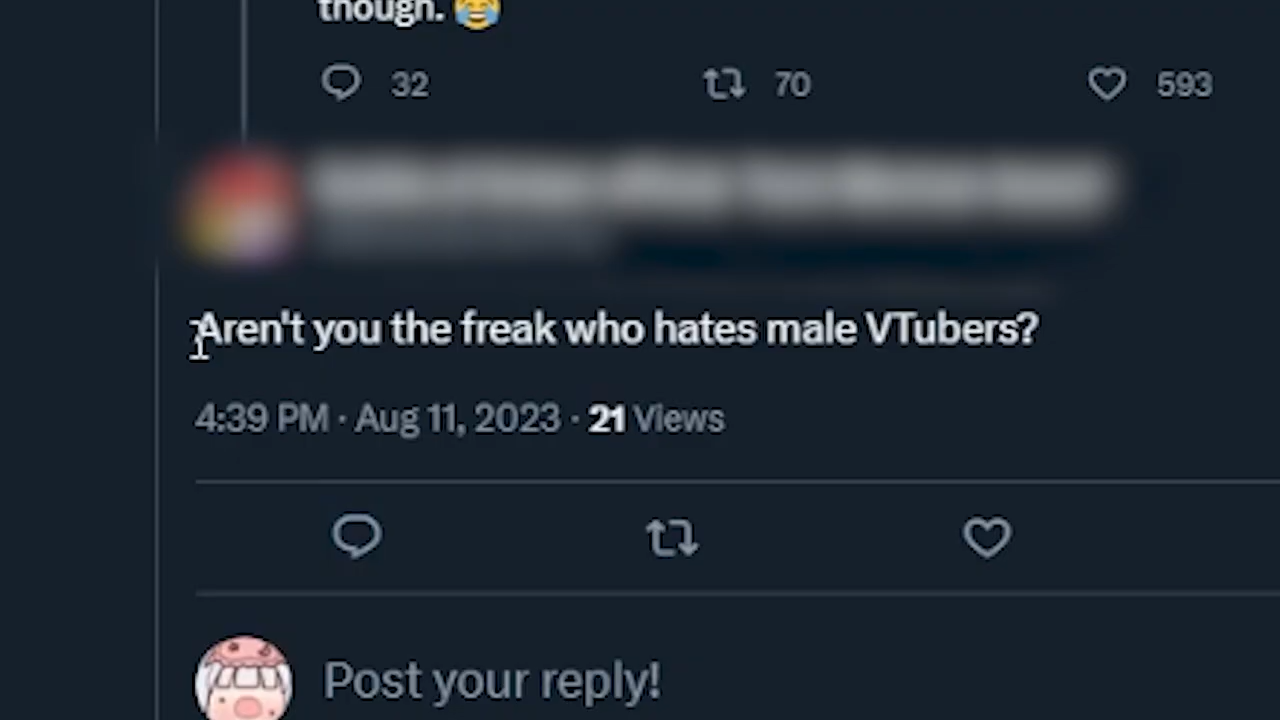 though. 😂
32 70 593
Aren't you the freak who hates male VTubers?
4:39 PM · Aug 11, 2023 · 21 Views
Post your reply!